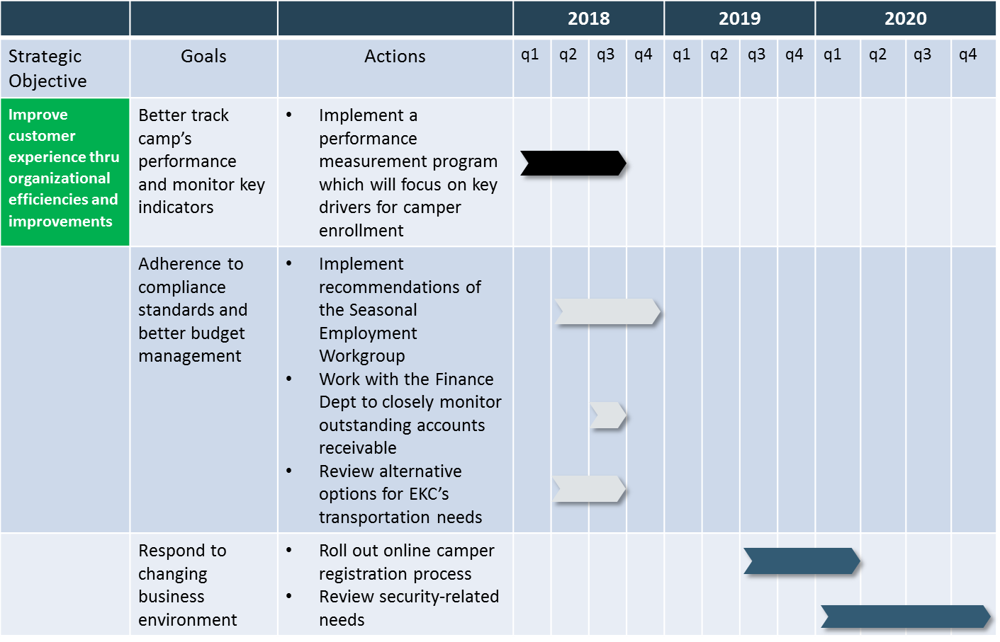 2018 2019 2020
Strategic
Objective
Goals
Actions
q1 q2 q3 q4 q1 q2 q3 q4 q1 q2 q3 q4
Improve
customer
experience thru
organizational
efficiencies and
improvements
Better track
camp’s
performance
and monitor key
indicators
• Implement a
performance
measurement program
which will focus on key
drivers for camper
enrollment
Adherence to
compliance
standards and
better budget
management
• Implement
recommendations of
the Seasonal
Employment
Workgroup
• Work with the Finance
Dept to closely monitor
outstanding accounts
receivable
• Review alternative
options for EKC’s
transportation needs
Respond to
changing
business
environment
• Roll out online camper
registration process
• Review security-related
needs